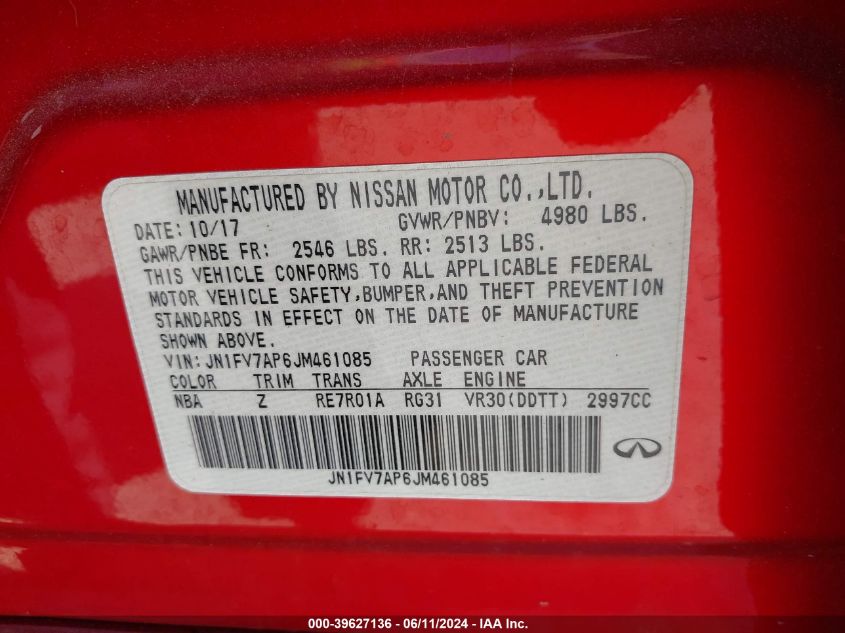 MANUFACTURED BY NISSAN MOTOR CO.,LTD.
DATE: 10/17 GVWR/PNBV: 4980 LBS.
GAWR/PNBE FR: 2546 LBS. RR: 2513 LBS.
THIS VEHICLE CONFORMS TO ALL APPLICABLE FEDERAL
MOTOR VEHICLE SAFETY,BUMPER,AND THEFT PREVENTION
STANDARDS IN EFFECT ON THE DATE OF MANUFACTURE
SHOWN ABOVE.
VIN: JN1FV7AP6JM461085 PASSENGER CAR
COLOR TRIM TRANS AXLE ENGINE
NBA Z RE7R01A RG31 VR30(DDTT) 2997CC
JN1FV7AP6JM461085
000-39627136 - 06/11/2024 - IAA Inc.